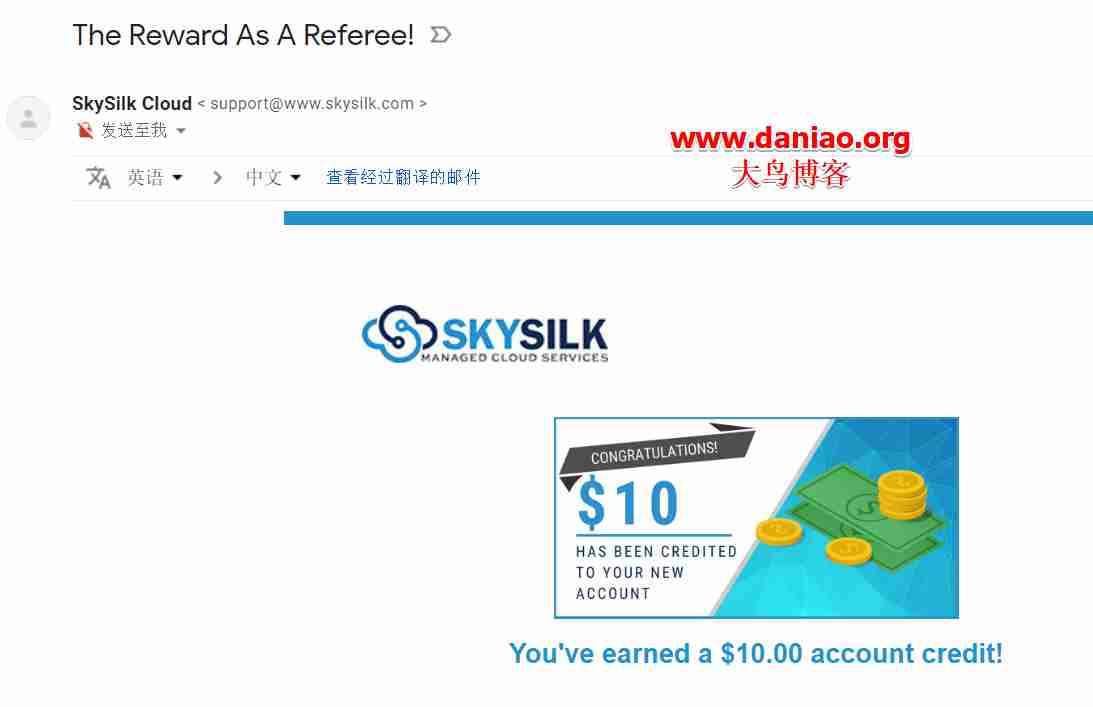 The Reward As A Referee!
SkySilk Cloud < support@www.skysilk.com >
发送至我
www.daniao.org
大鸟博客
英语 > 中文 查看经过翻译的邮件
SKYSILK
MANAGED CLOUD SERVICES
CONGRATULATIONS!
$10
HAS BEEN CREDITED
TO YOUR NEW
ACCOUNT
You've earned a $10.00 account credit!